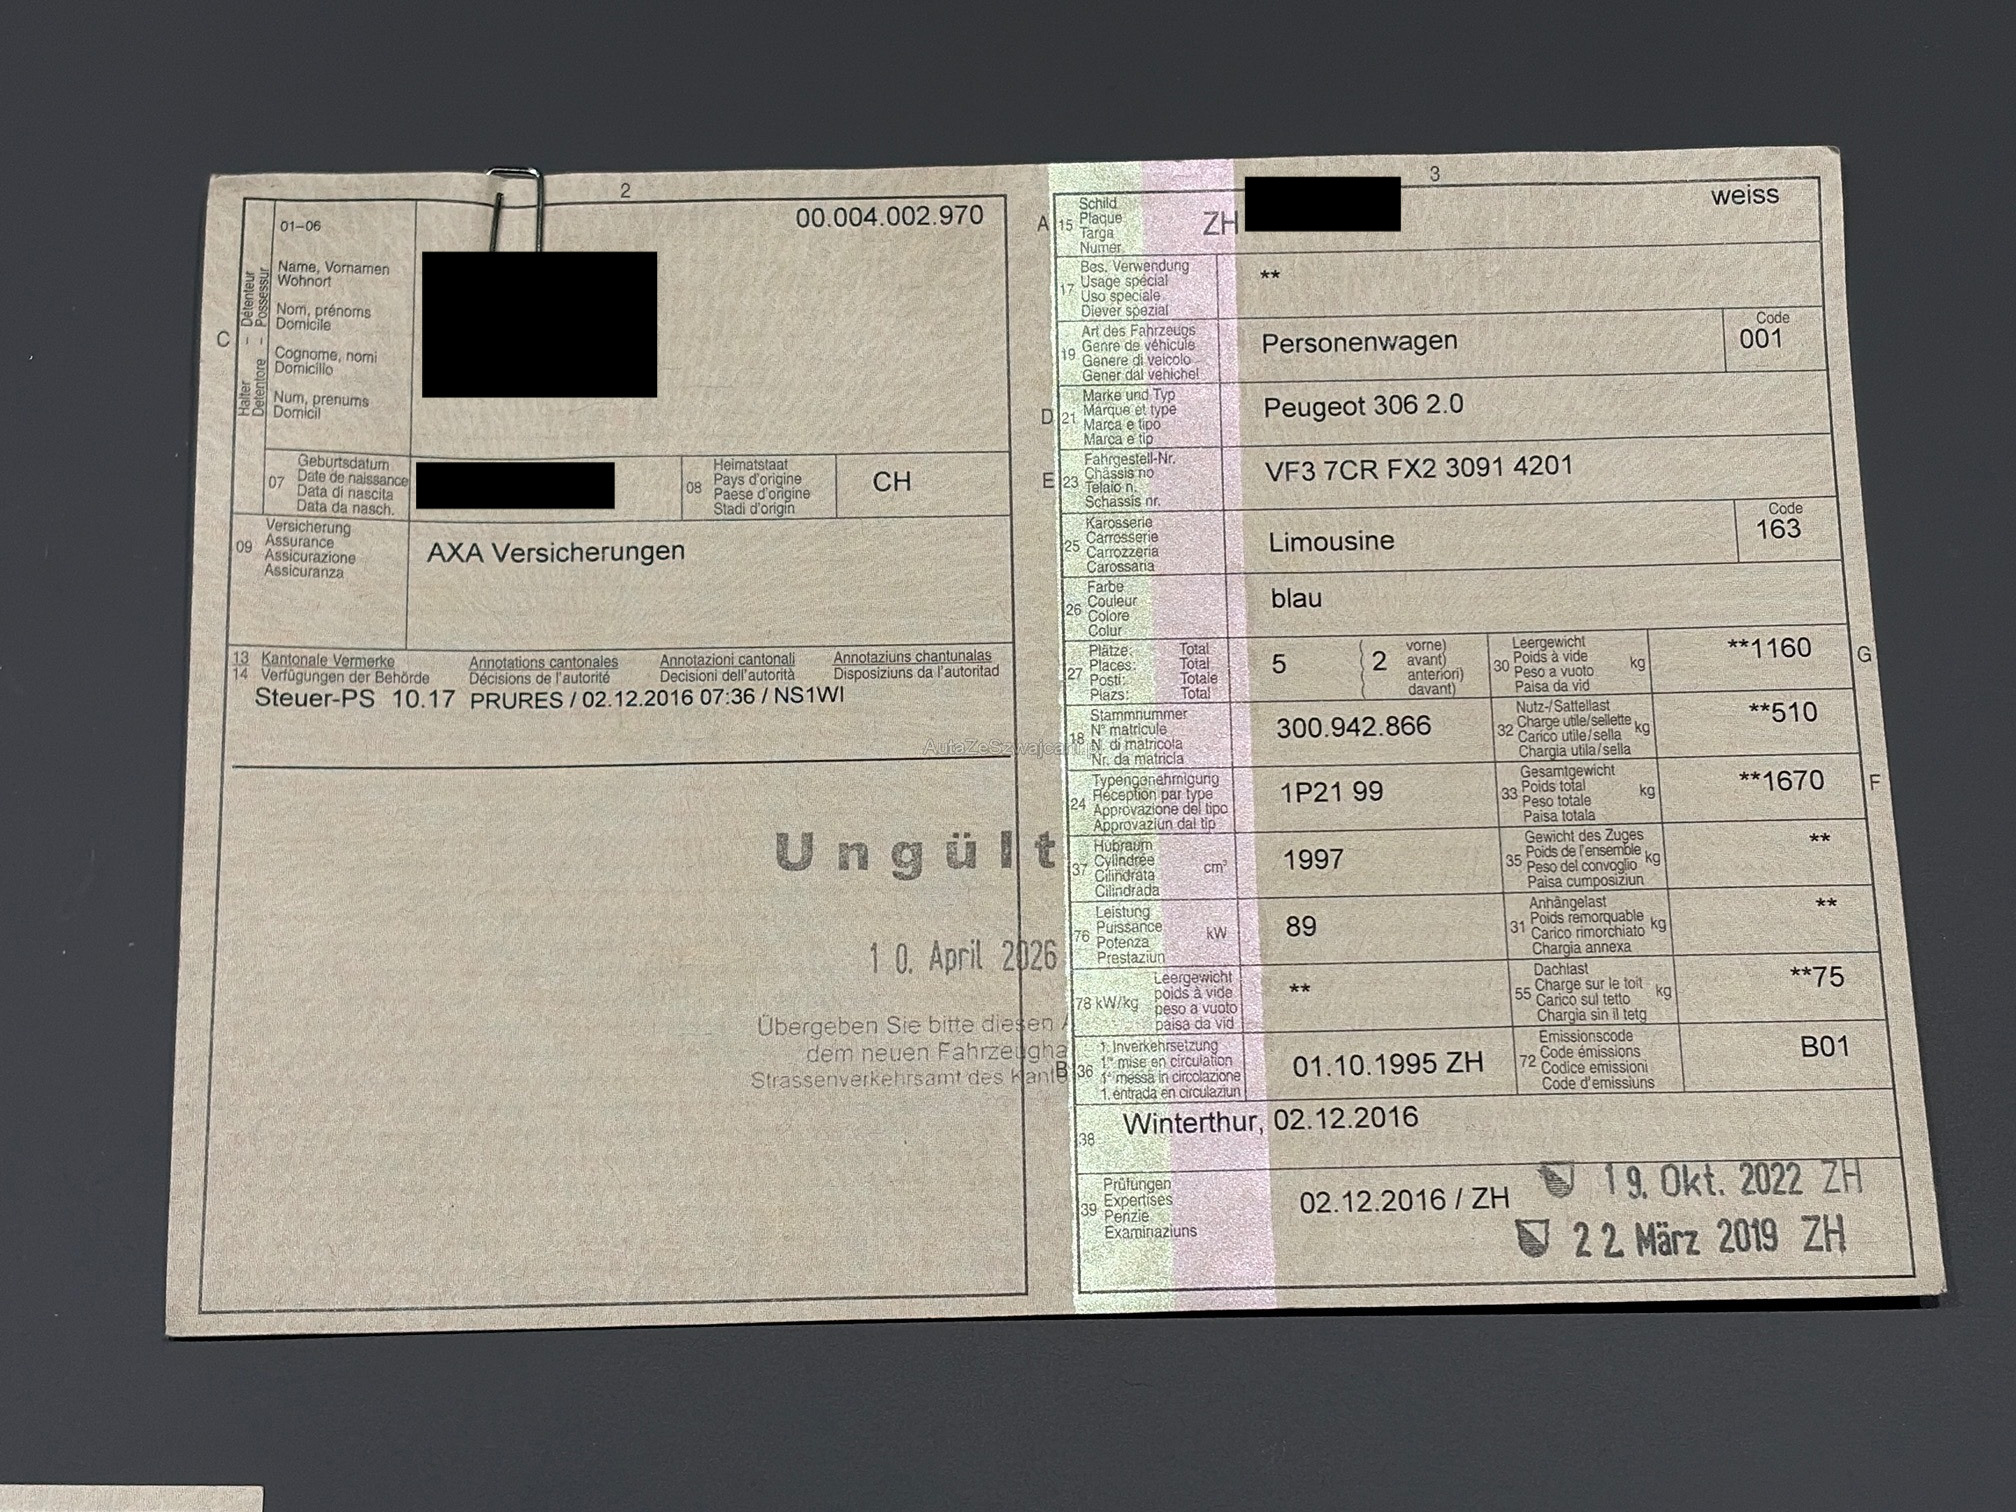 2
00.004.002.970
01–06
C
Halter – Détenteur
Detentore – Possessur
Name, Vornamen
Wohnort
Nom, prénoms
Domicile
Cognome, nomi
Domicilio
Num, prenums
Domicil
07
Geburtsdatum
Date de naissance
Data di nascita
Data da nasch.
08
Heimatstaat
Pays d'origine
Paese d'origine
Stadi d'origin
CH
09
Versicherung
Assurance
Assicurazione
Assicuranza
AXA Versicherungen
13 Kantonale Vermerke Annotations cantonales Annotazioni cantonali Annotaziuns chantunalas
14 Verfügungen der Behörde Décisions de l'autorité Decisioni dell'autorità Disposiziuns da l'autoritad
Steuer-PS 10.17 PRURES / 02.12.2016 07:36 / NS1WI
AutaZeSzwajcarii
Ungült
10. April 2026
Übergeben Sie bitte diesen A
dem neuen Fahrzeugha
Strassenverkehrsamt des Kanto
3
A 15
Schild
Plaque
Targa
Numer
ZH
weiss
17
Bes. Verwendung
Usage spécial
Uso speciale
Diever spezial
**
19
Art des Fahrzeugs
Genre de véhicule
Genere di veicolo
Gener dal vehichel
Personenwagen
Code
001
D 21
Marke und Typ
Marque et type
Marca e tipo
Marca e tip
Peugeot 306 2.0
E 23
Fahrgestell-Nr.
Châssis no
Telaio n.
Schassis nr.
VF3 7CR FX2 3091 4201
25
Karosserie
Carrosserie
Carrozzeria
Carossaria
Limousine
Code
163
26
Farbe
Couleur
Colore
Colur
blau
27
Plätze: Total
Places: Total
Posti: Totale
Plazs: Total
5
2
vorne)
avant)
anteriori)
davant)
30
Leergewicht
Poids à vide
Peso a vuoto
Paisa da vid
kg
**1160
G
18
Stammnummer
N° matricule
N. di matricola
Nr. da matricla
300.942.866
32
Nutz-/Sattellast
Charge utile/sellette
Carico utile/sella
Chargia utila/sella
kg
**510
24
Typengenehmigung
Réception par type
Approvazione del tipo
Approvaziun dal tip
1P21 99
33
Gesamtgewicht
Poids total
Peso totale
Paisa totala
kg
**1670
F
37
Hubraum
Cylindrée
Cilindrata
Cilindrada
cm³
1997
35
Gewicht des Zuges
Poids de l'ensemble
Peso del convoglio
Paisa cumposiziun
kg
**
76
Leistung
Puissance
Potenza
Prestaziun
kW
89
31
Anhängelast
Poids remorquable
Carico rimorchiato
Chargia annexa
kg
**
78 kW/kg
Leergewicht
poids à vide
peso a vuoto
paisa da vid
**
55
Dachlast
Charge sur le toit
Carico sul tetto
Chargia sin il tetg
kg
**75
B 36
1. Inverkehrsetzung
1re mise en circulation
1a messa in circolazione
1. entrada en circulaziun
01.10.1995 ZH
72
Emissionscode
Code émissions
Codice emissioni
Code d'emissiuns
B01
38
Winterthur, 02.12.2016
39
Prüfungen
Expertises
Perizie
Examinaziuns
02.12.2016 / ZH
19. Okt. 2022 ZH
22. März 2019 ZH